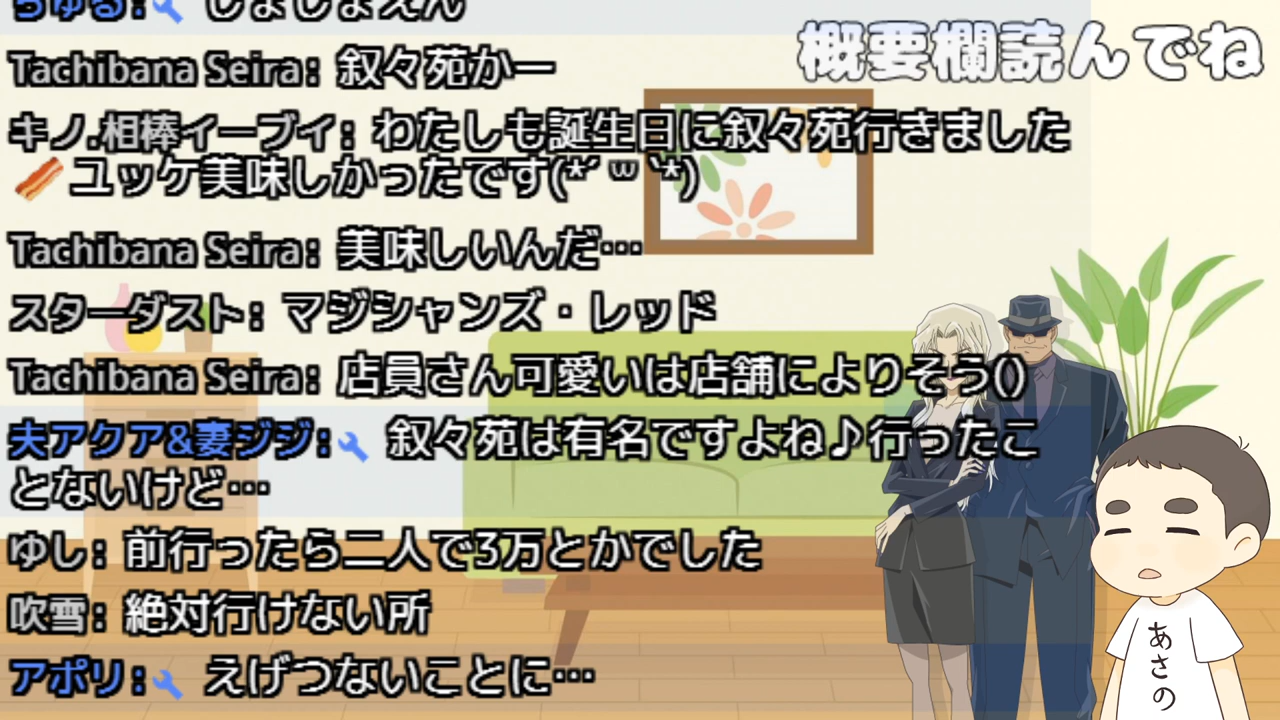 ちゅる: じょじょえん
概要欄読んでね
Tachibana Seira: 叙々苑かー
キノ.相棒イーブイ: わたしも誕生日に叙々苑行きました
🥓ユッケ美味しかったです(*´꒳`*)
Tachibana Seira: 美味しいんだ…
スターダスト: マジシャンズ・レッド
Tachibana Seira: 店員さん可愛いは店舗によりそう()
夫アクア&妻ジジ: 叙々苑は有名ですよね♪行ったこ
とないけど…
ゆし: 前行ったら二人で3万とかでした
吹雪: 絶対行けない所
アポリ: えげつないことに…
あさの